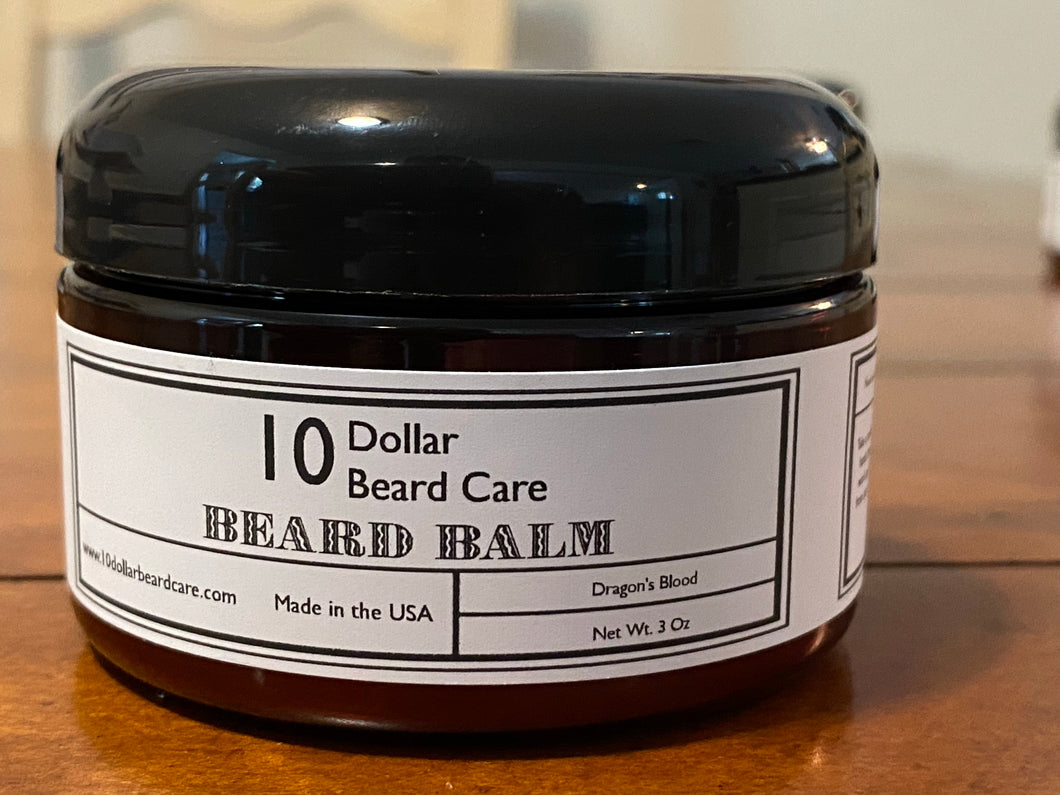 10 Dollar
Beard Care
BEARD BALM
www.10dollarbeardcare.com
Made in the USA
Dragon's Blood
Net Wt. 3 Oz